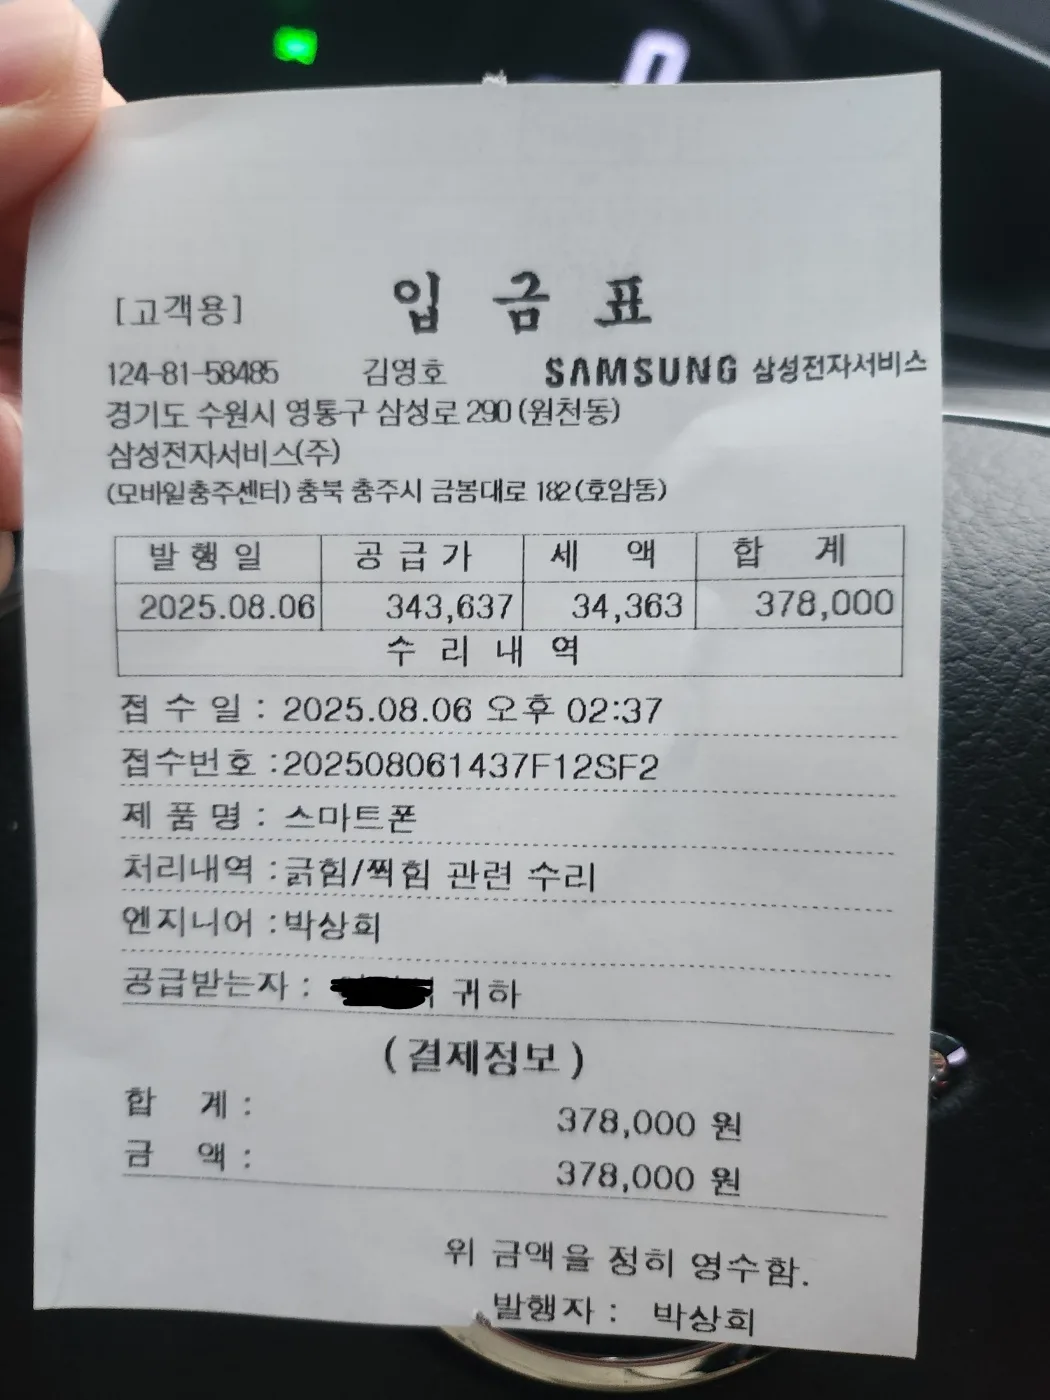 [고객용] 입 금 표
124-81-58485 김영호 SAMSUNG 삼성전자서비스
경기도 수원시 영통구 삼성로 290 (원천동)
삼성전자서비스(주)
(모바일충주센터) 충북 충주시 금봉대로 182 (호암동)
발 행 일 공 급 가 세 액 합 계
2025.08.06 343,637 34,363 378,000
수 리 내 역
접 수 일 : 2025.08.06 오후 02:37
접수번호 :202508061437F12SF2
제 품 명 : 스마트폰
처리내역 :긁힘/찍힘 관련 수리
엔지니어 :박상희
공급받는자 : 귀하
(결제정보)
합 계 : 378,000 원
금 액 : 378,000 원
위 금액을 정히 영수함.
발행자 : 박상희